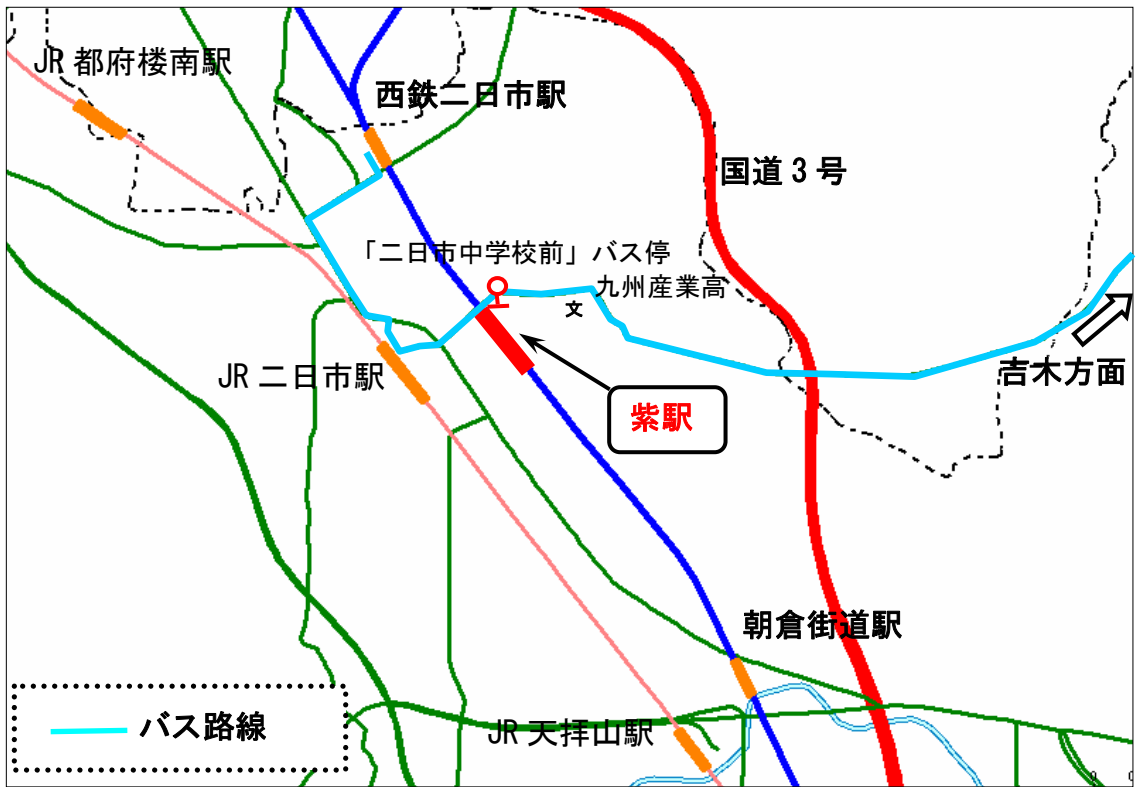 JR 都府楼南駅
西鉄二日市駅
国道 3 号
「二日市中学校前」バス停
九州産業高
文
JR 二日市駅
吉木方面
紫駅
朝倉街道駅
バス路線
JR 天拝山駅